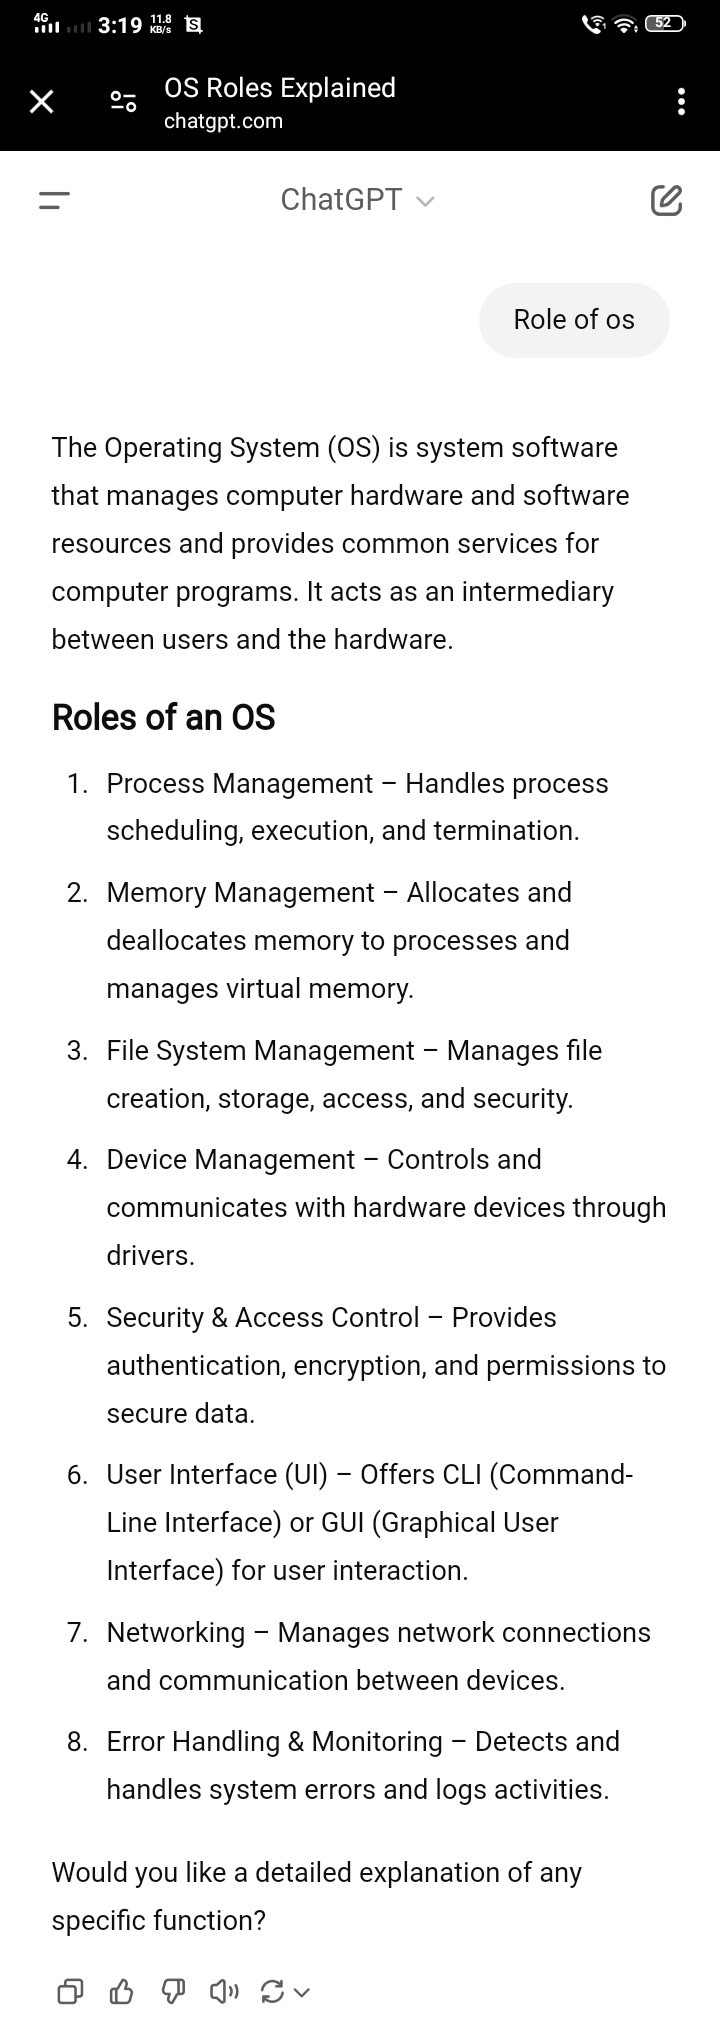 4G 3:19 11.8 KB/s 52
OS Roles Explained
chatgpt.com
ChatGPT
Role of os
The Operating System (OS) is system software
that manages computer hardware and software
resources and provides common services for
computer programs. It acts as an intermediary
between users and the hardware.
Roles of an OS
1. Process Management – Handles process
scheduling, execution, and termination.
2. Memory Management – Allocates and
deallocates memory to processes and
manages virtual memory.
3. File System Management – Manages file
creation, storage, access, and security.
4. Device Management – Controls and
communicates with hardware devices through
drivers.
5. Security & Access Control – Provides
authentication, encryption, and permissions to
secure data.
6. User Interface (UI) – Offers CLI (Command-
Line Interface) or GUI (Graphical User
Interface) for user interaction.
7. Networking – Manages network connections
and communication between devices.
8. Error Handling & Monitoring – Detects and
handles system errors and logs activities.
Would you like a detailed explanation of any
specific function?